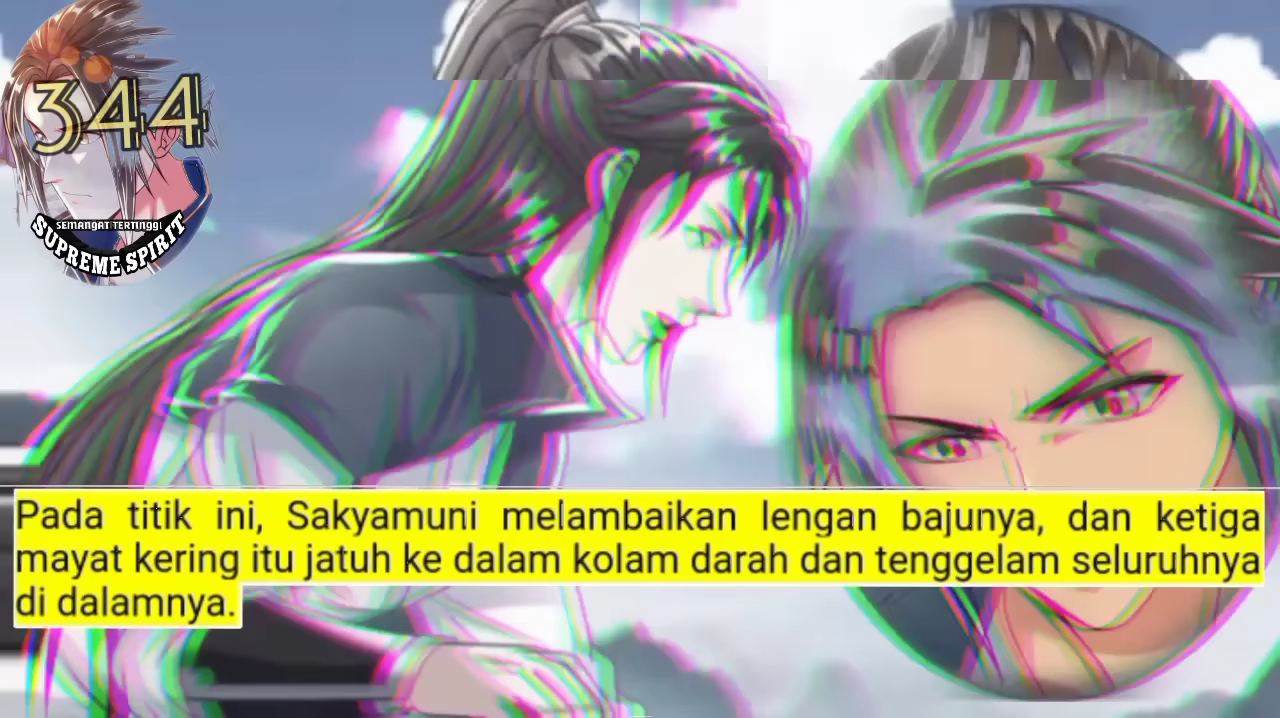 344
SEMANGAT TERTINGGI
SUPREME SPIRIT
Pada titik ini, Sakyamuni melambaikan lengan bajunya, dan ketiga
mayat kering itu jatuh ke dalam kolam darah dan tenggelam seluruhnya
di dalamnya.